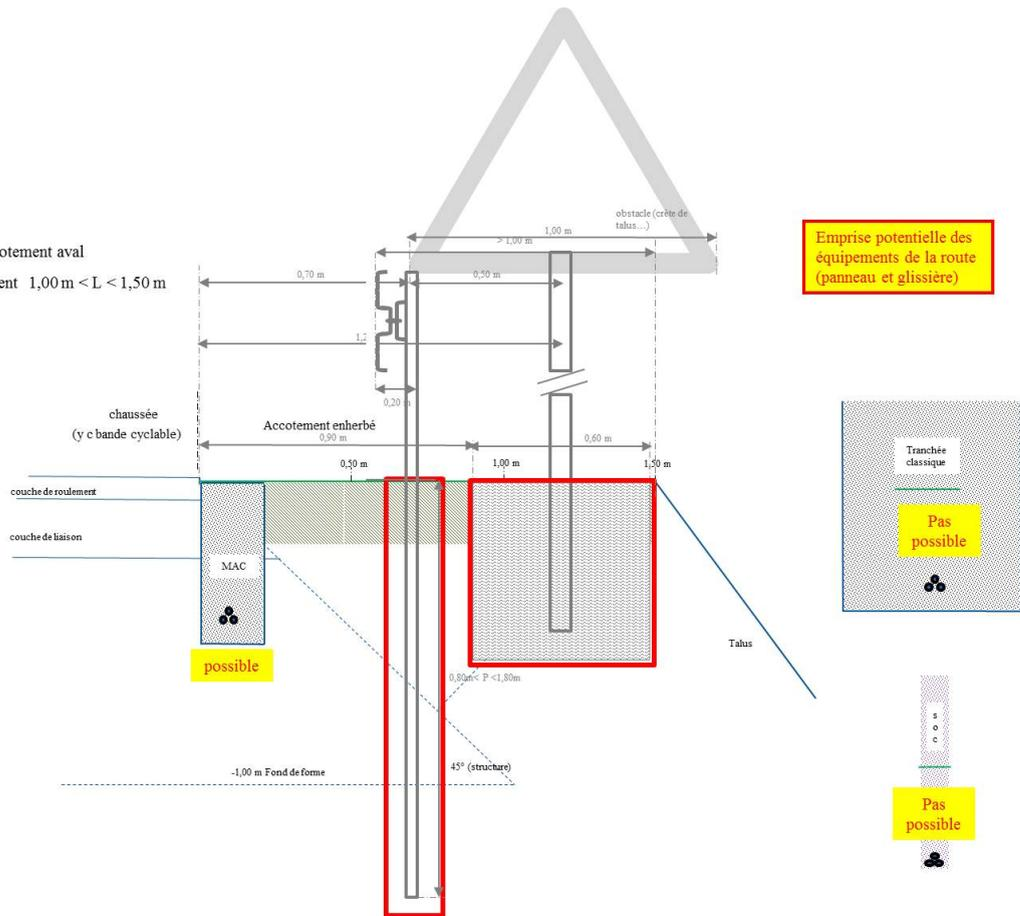 obstacle (crète de
talus…)
1,00 m
> 1,00 m
otement aval
ent 1,00 m < L < 1,50 m
0,70 m
0,50 m
Emprise potentielle des
équipements de la route
(panneau et glissière)
1,2
0,20 m
chaussée
(y c bande cyclable)
Accotement enherbé
0,90 m
0,60 m
0,50 m
1,00 m
1,50 m
couche de roulement
couche de liaison
MAC
possible
Tranchée
classique
Pas
possible
Talus
0,80m< P <1,80m
45° (structure)
-1,00 m Fond de forme
s
o
c
Pas
possible